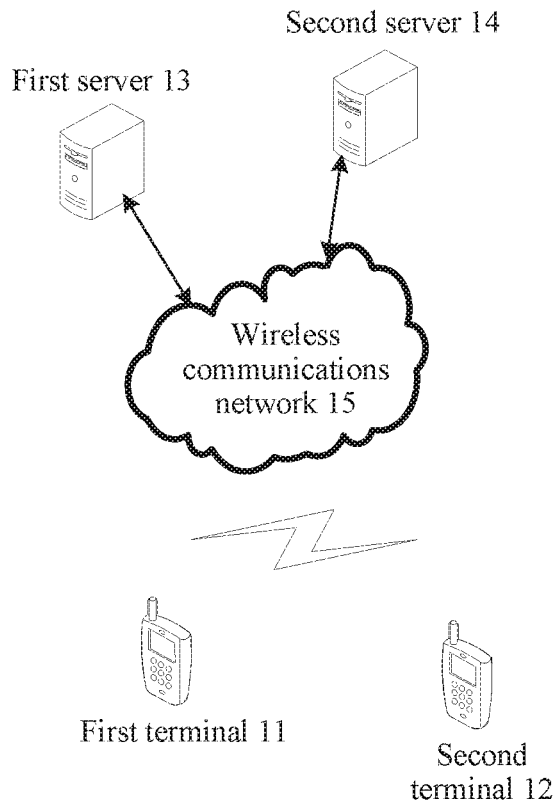 Second server 14
First server 13
Wireless
communications
network 15
First terminal 11
Second
terminal 12